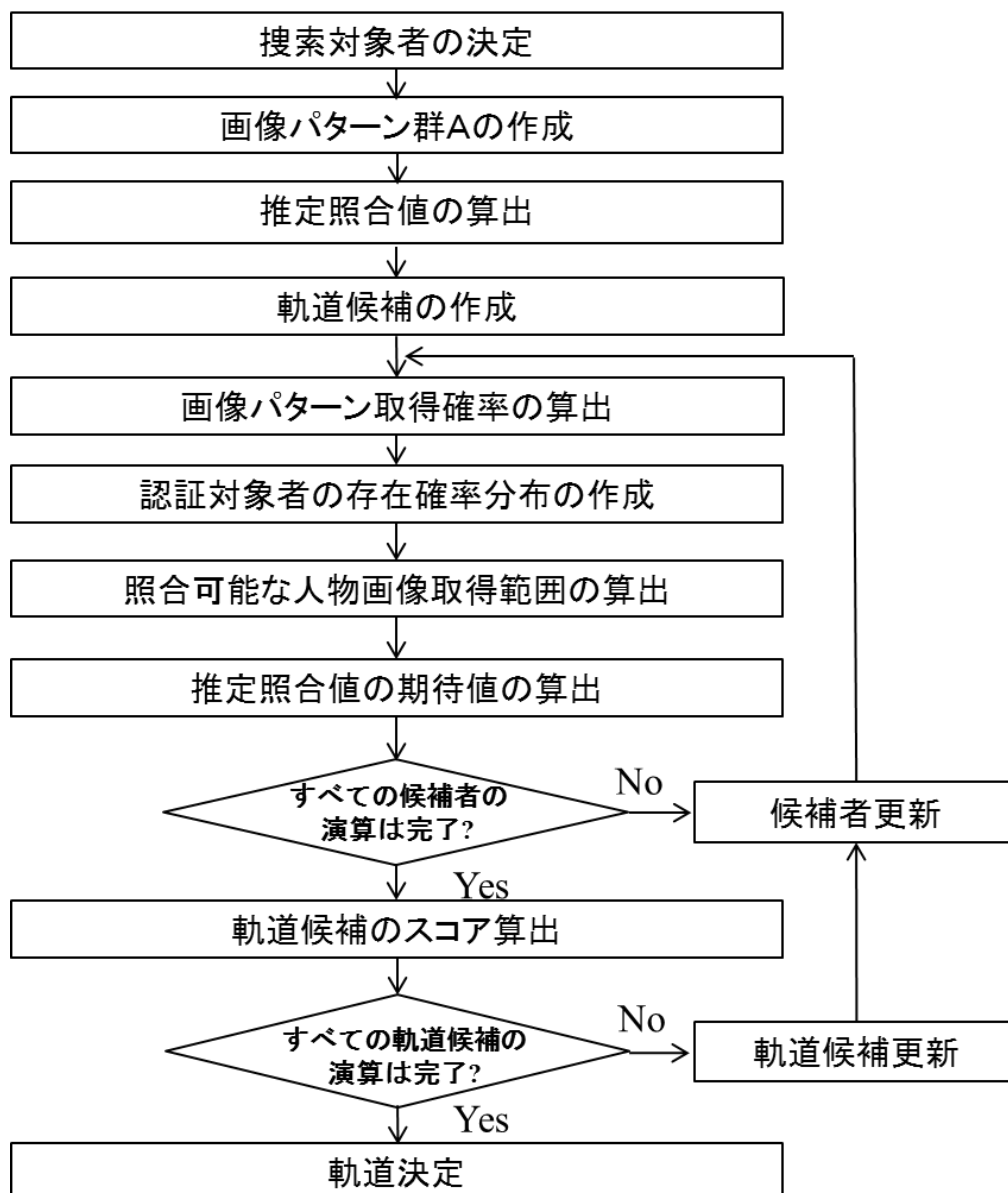 捜索対象者の決定
画像パターン群Aの作成
推定照合値の算出
軌道候補の作成
画像パターン取得確率の算出
認証対象者の存在確率分布の作成
照合可能な人物画像取得範囲の算出
推定照合値の期待値の算出
すべての候補者の
演算は完了?
No
候補者更新
Yes
軌道候補のスコア算出
すべての軌道候補の
演算は完了?
No
軌道候補更新
Yes
軌道決定